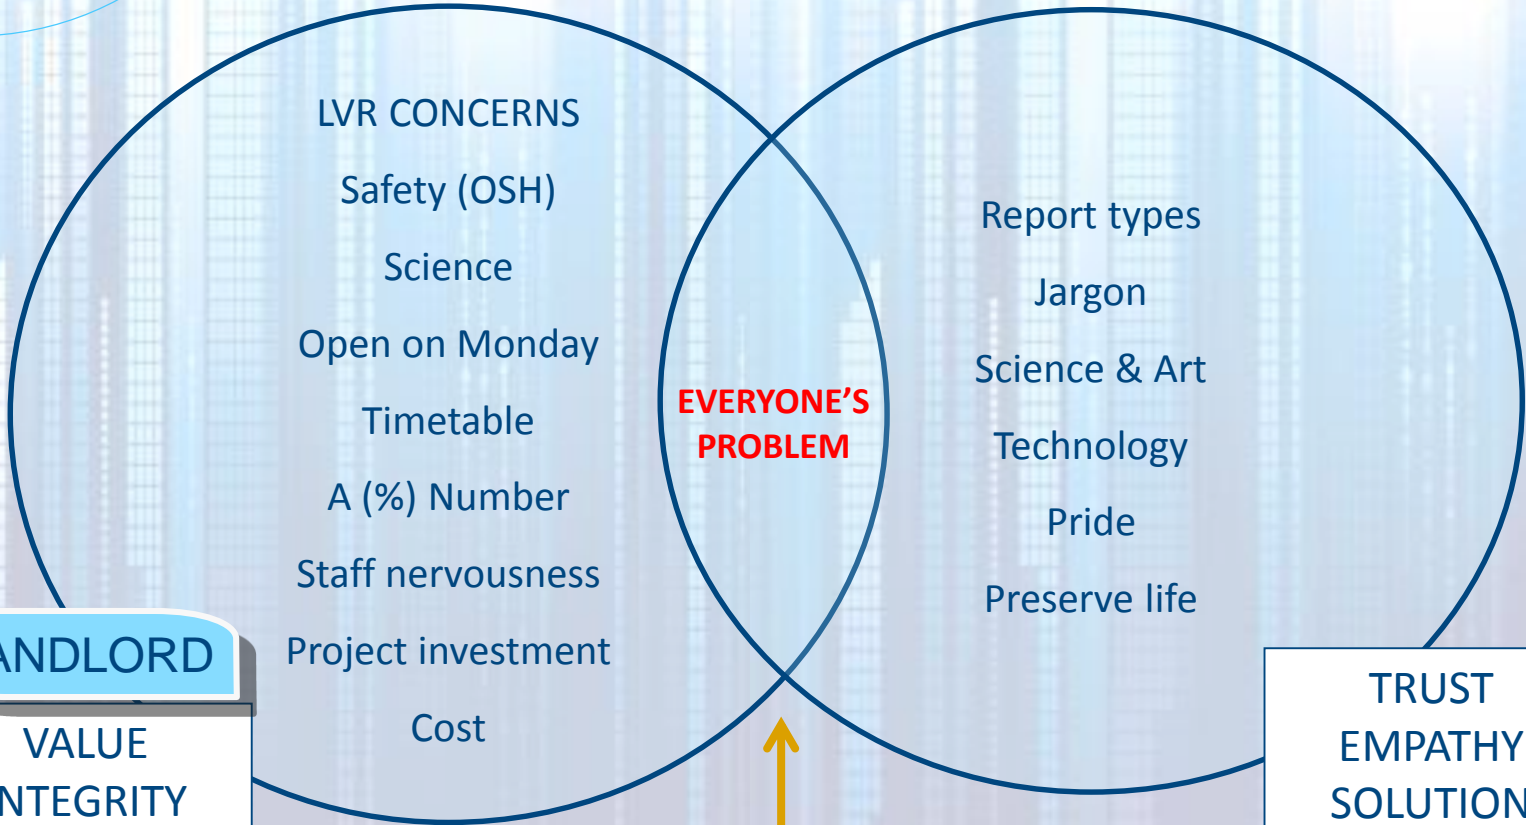 LVR CONCERNS
Safety (OSH)
Science
Open on Monday
Timetable
A (%) Number
Staff nervousness
Project investment
Cost
EVERYONE’S
PROBLEM
Report types
Jargon
Science & Art
Technology
Pride
Preserve life
ANDLORD
VALUE
NTEGRITY
TRUST
EMPATHY
SOLUTION